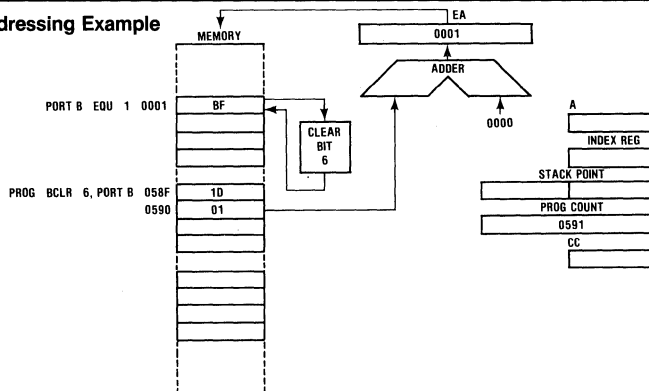 dressing Example
EA
MEMORY
0001
ADDER
PORT B EQU 1 0001 BF
0000
A
CLEAR
BIT
6
INDEX REG
STACK POINT
PROG BCLR 6, PORT B 058F 1D
0590 01
PROG COUNT
0591
CC